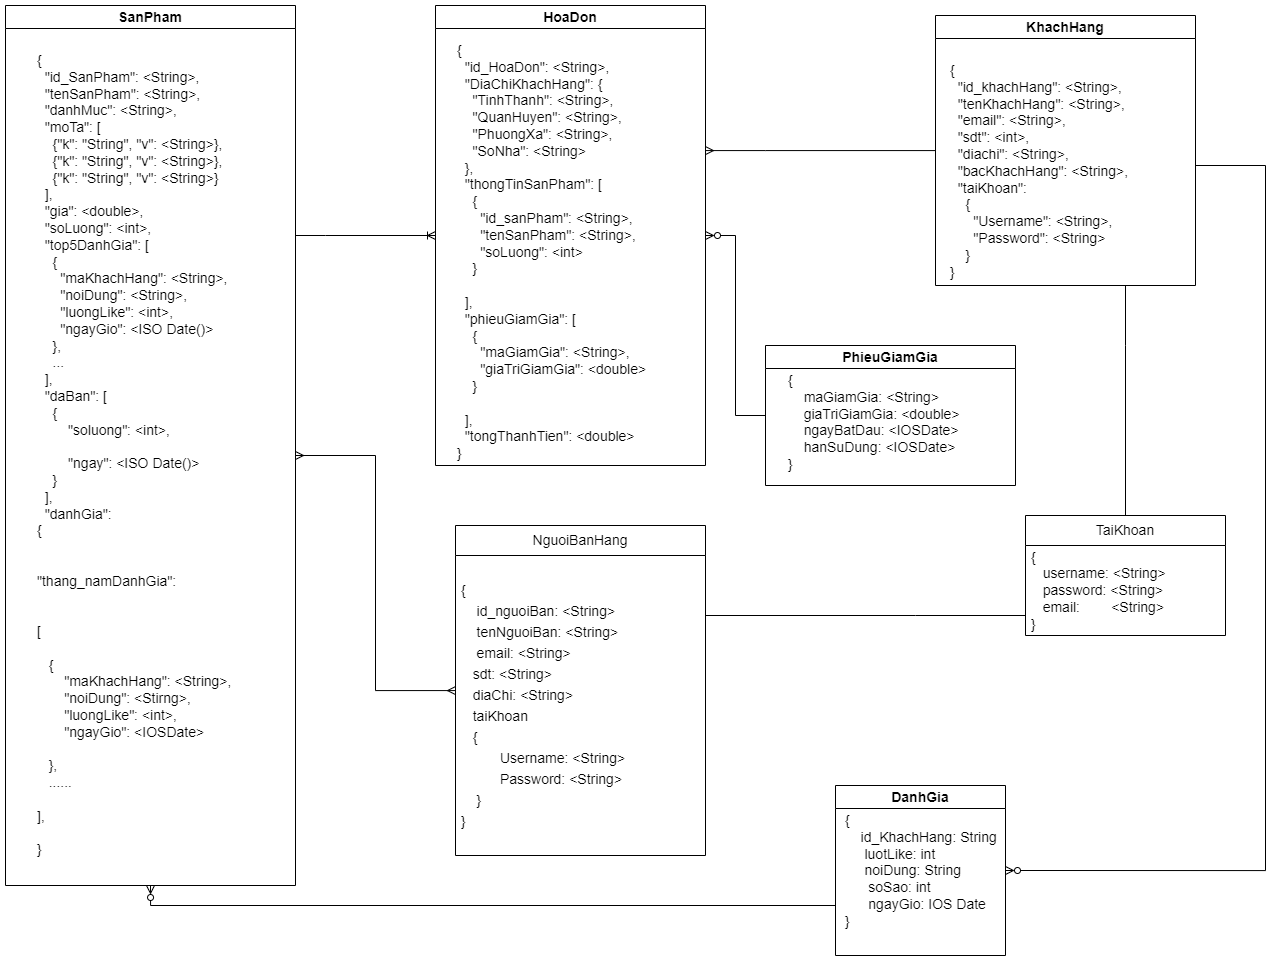 SanPham
{
"id_SanPham": <String>,
"tenSanPham": <String>,
"danhMuc": <String>,
"moTa": [
{"k": "String", "v": <String>},
{"k": "String", "v": <String>},
{"k": "String", "v": <String>}
],
"gia": <double>,
"soLuong": <int>,
"top5DanhGia": [
{
"maKhachHang": <String>,
"noiDung": <String>,
"luongLike": <int>,
"ngayGio": <ISO Date()>
},
...
],
"daBan": [
{
"soluong": <int>,
"ngay": <ISO Date()>
}
],
"danhGia":
{
"thang_namDanhGia":
[
{
"maKhachHang": <String>,
"noiDung": <Stirng>,
"luongLike": <int>,
"ngayGio": <IOSDate>
},
......
],
}
HoaDon
{
"id_HoaDon": <String>,
"DiaChiKhachHang": {
"TinhThanh": <String>,
"QuanHuyen": <String>,
"PhuongXa": <String>,
"SoNha": <String>
},
"thongTinSanPham": [
{
"id_sanPham": <String>,
"tenSanPham": <String>,
"soLuong": <int>
}
],
"phieuGiamGia": [
{
"maGiamGia": <String>,
"giaTriGiamGia": <double>
}
],
"tongThanhTien": <double>
}
KhachHang
{
"id_khachHang": <String>,
"tenKhachHang": <String>,
"email": <String>,
"sdt": <int>,
"diachi": <String>,
"bacKhachHang": <String>,
"taiKhoan":
{
"Username": <String>,
"Password": <String>
}
}
PhieuGiamGia
{
maGiamGia: <String>
giaTriGiamGia: <double>
ngayBatDau: <IOSDate>
hanSuDung: <IOSDate>
}
NguoiBanHang
{
id_nguoiBan: <String>
tenNguoiBan: <String>
email: <String>
sdt: <String>
diaChi: <String>
taiKhoan
{
Username: <String>
Password: <String>
}
}
TaiKhoan
{
username: <String>
password: <String>
email: <String>
}
DanhGia
{
id_KhachHang: String
luotLike: int
noiDung: String
soSao: int
ngayGio: IOS Date
}